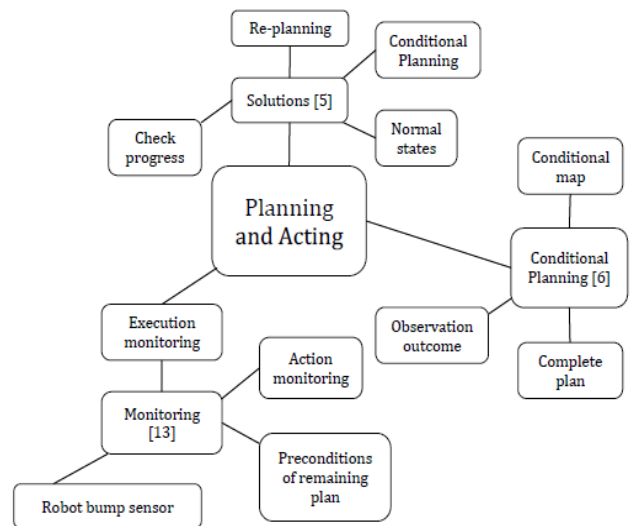 Re-planning
Conditional
Planning
Solutions [5]
Check
progress
Normal
states
Planning
and Acting
Conditional
map
Conditional
Planning [6]
Observation
outcome
Complete
plan
Execution
monitoring
Action
monitoring
Monitoring
[13]
Preconditions
of remaining
plan
Robot bump sensor